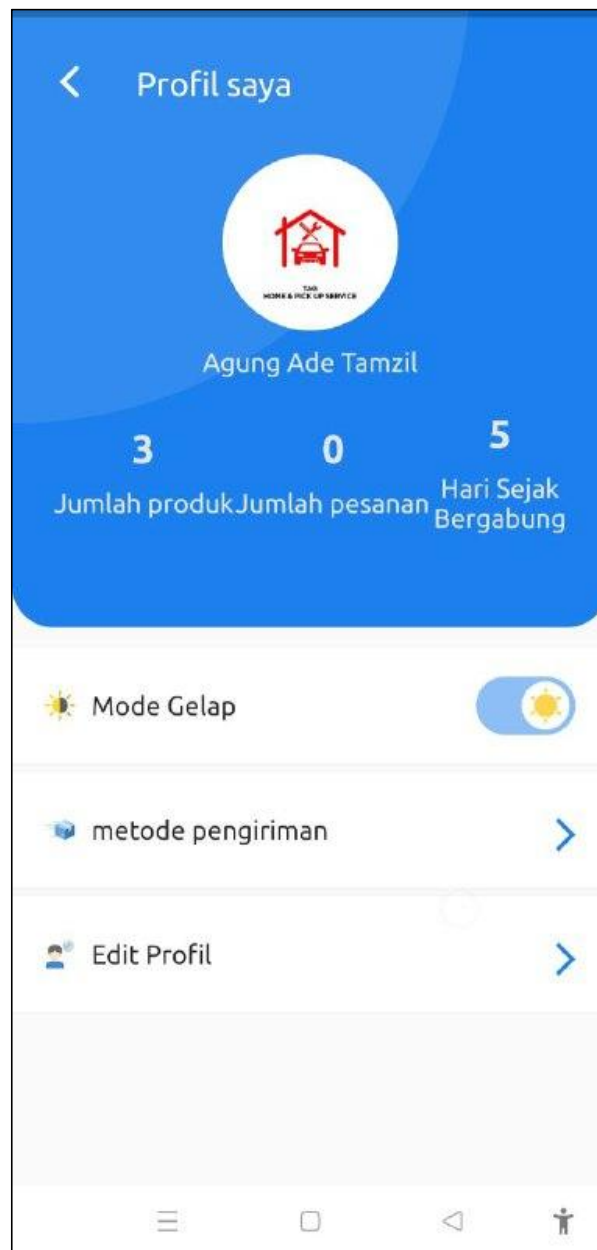 Profil saya
TAG
HOME & PICK UP SERVICE
Agung Ade Tamzil
3
Jumlah produk
0
Jumlah pesanan
5
Hari Sejak
Bergabung
Mode Gelap
metode pengiriman
Edit Profil